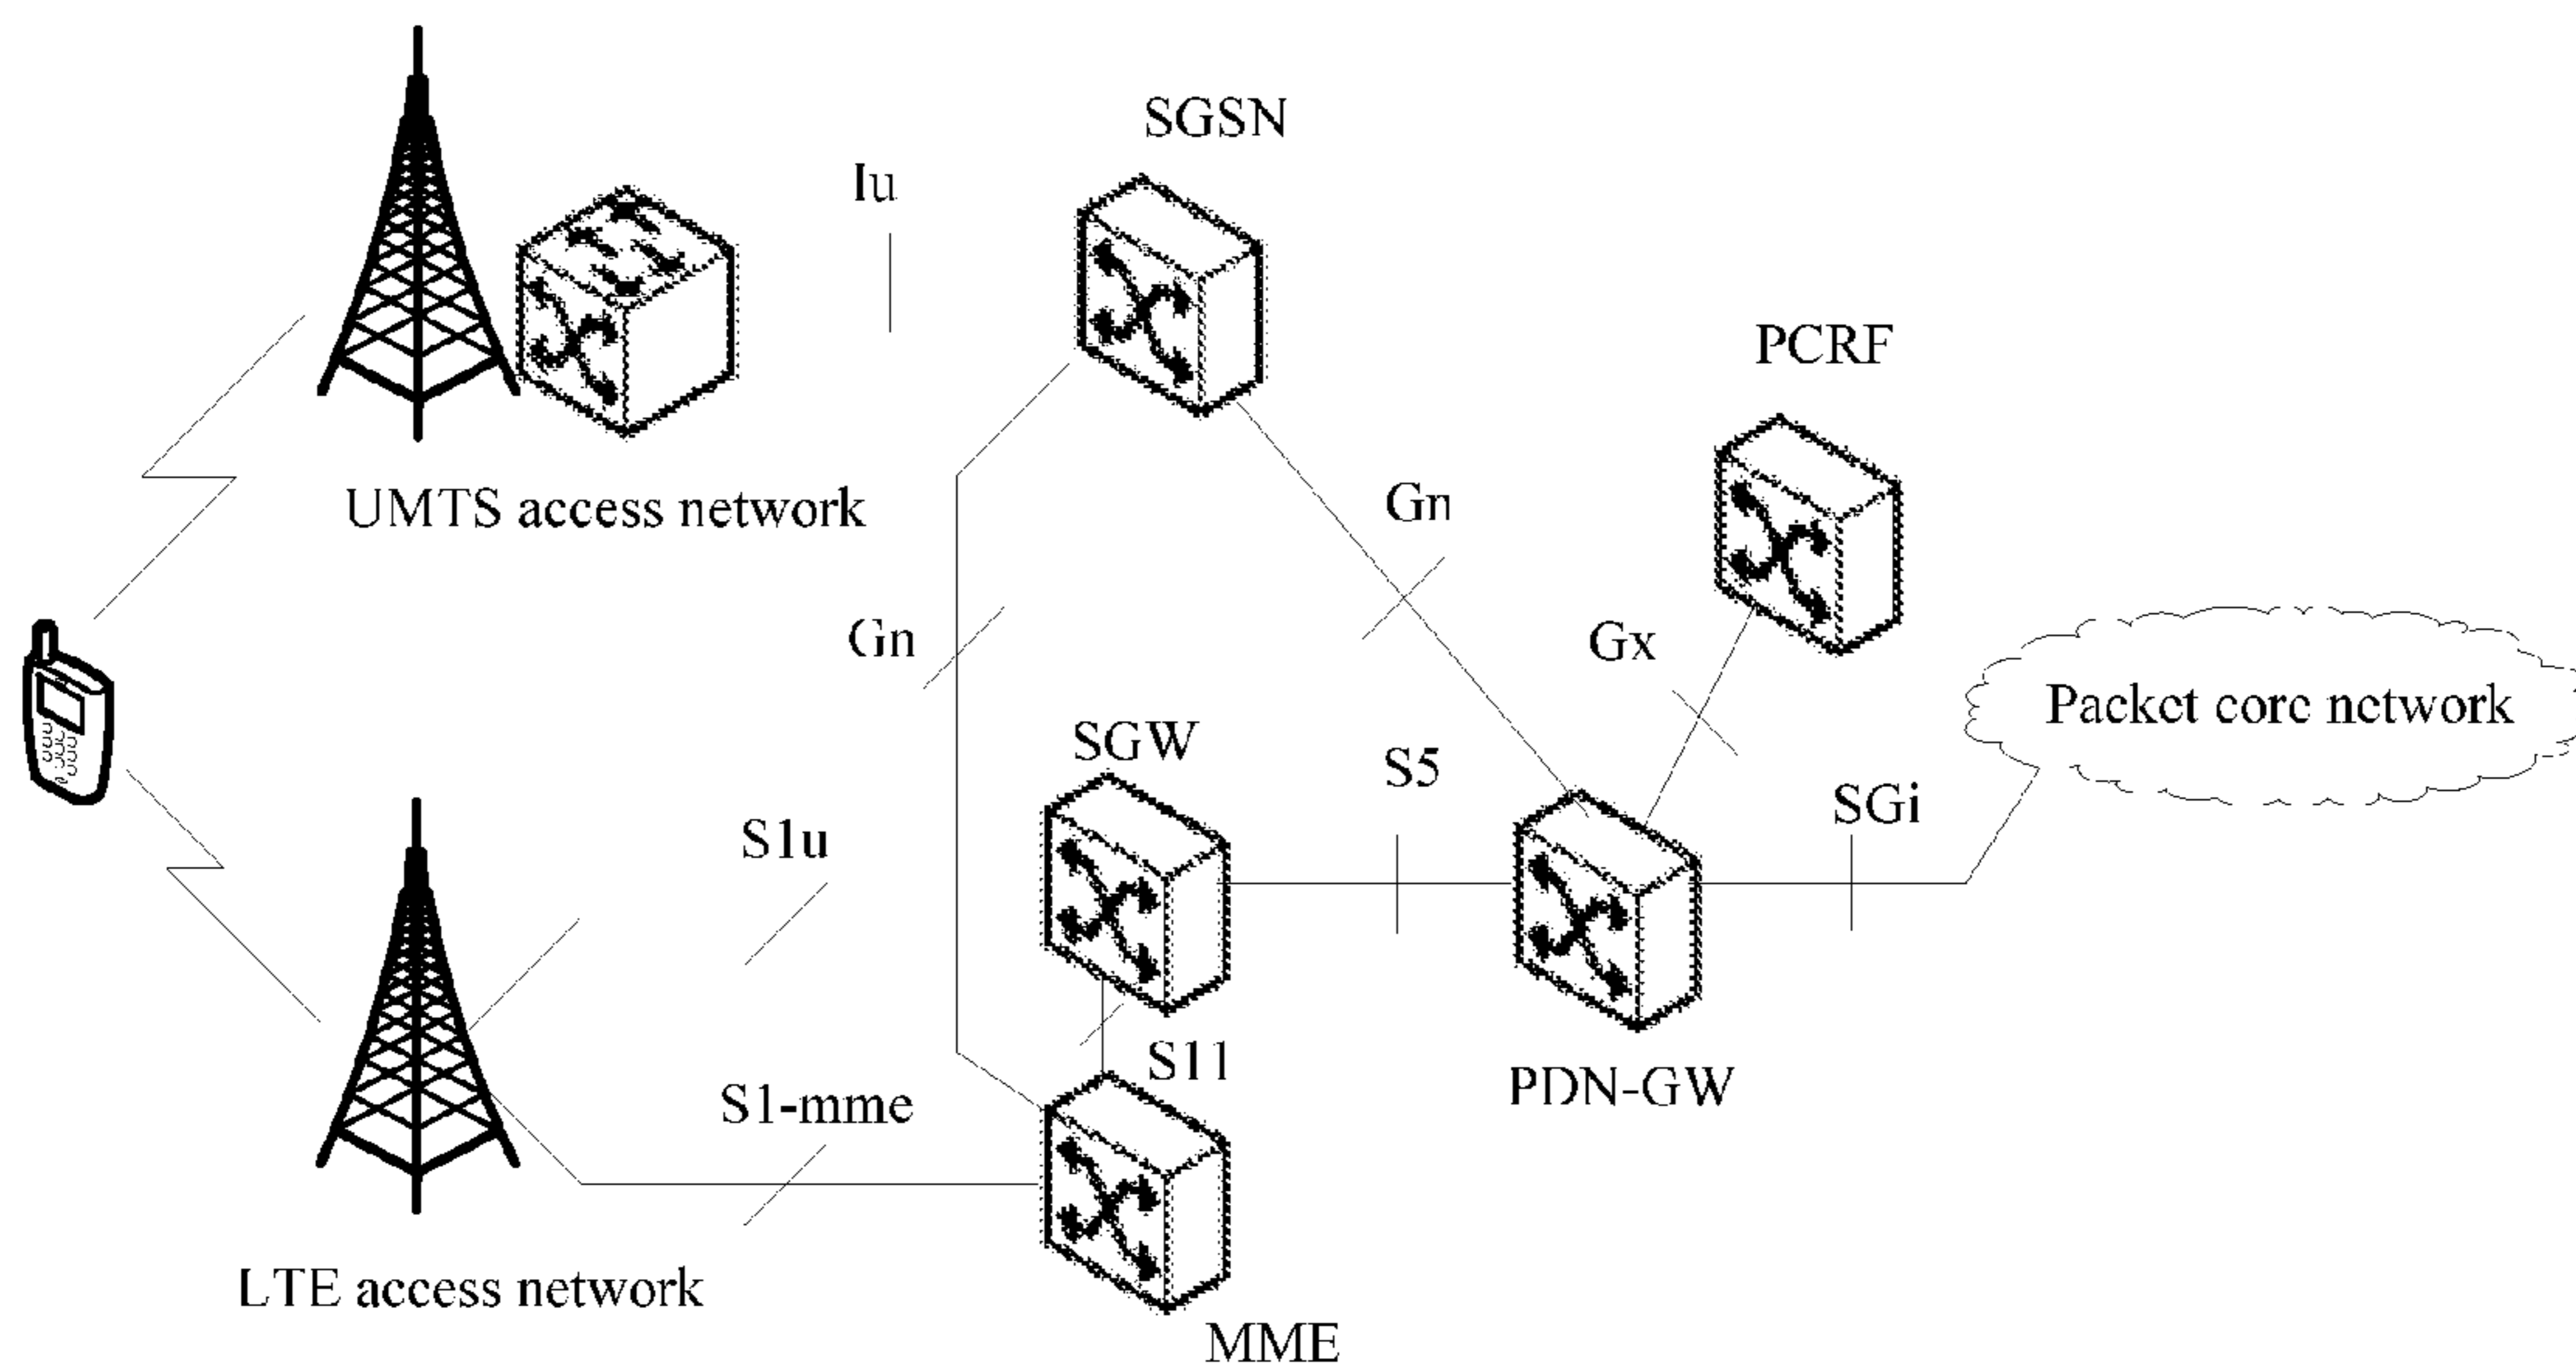 SGSN
Iu
PCRF
UMTS access network
Gn
Gn
Gx
Packet core network
SGW
S5
SGi
S1u
S11
PDN-GW
S1-mme
LTE access network
MME